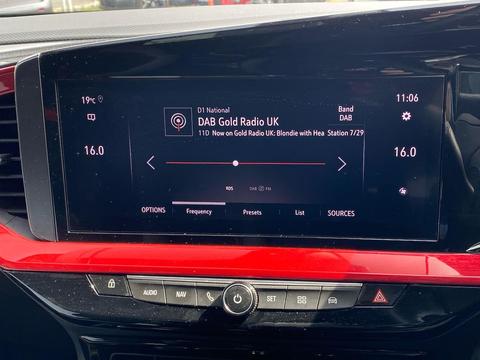 19°C
D1 National
DAB Gold Radio UK
11D Now on Gold Radio UK: Blondie with Hea Station 7/29
Band
DAB
11:06
16.0
16.0
RDS
DAB FM
OPTIONS
Frequency
Presets
List
SOURCES
AUDIO
NAV
SET